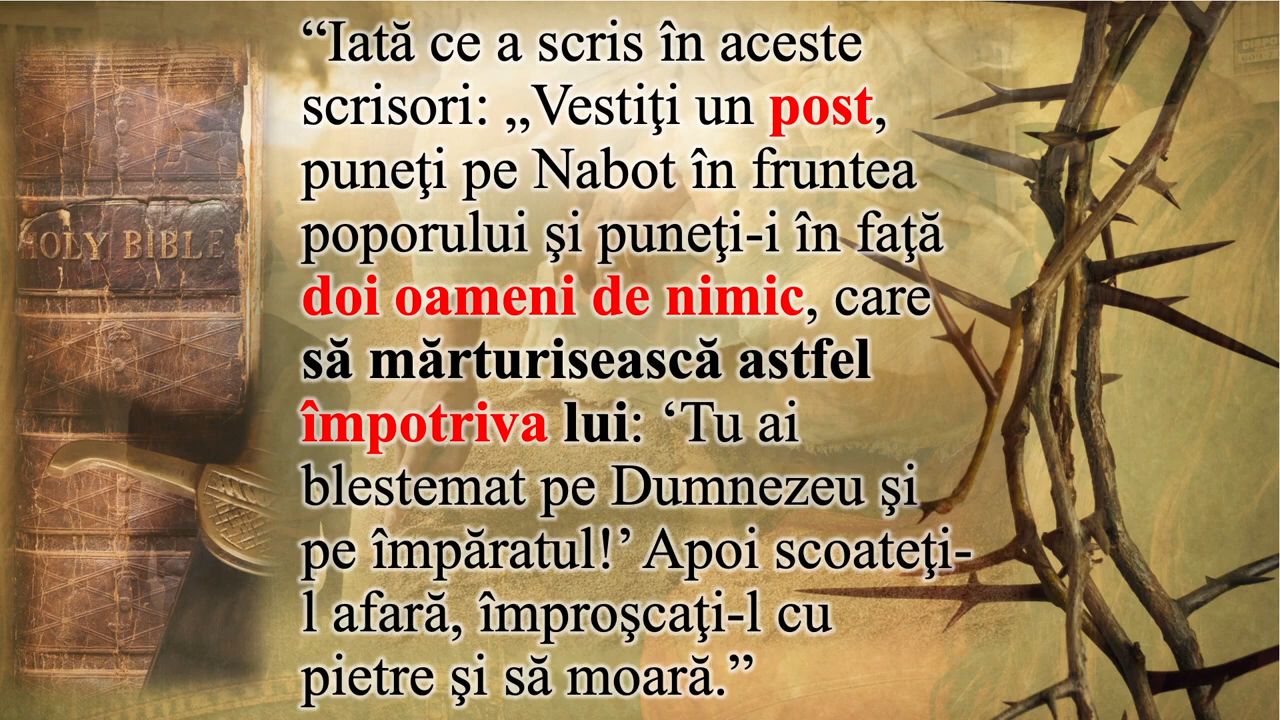 HOLY BIBLE
“Iată ce a scris în aceste
scrisori: „Vestiţi un post,
puneţi pe Nabot în fruntea
poporului şi puneţi-i în faţă
doi oameni de nimic, care
să mărturisească astfel
împotriva lui: ‘Tu ai
blestemat pe Dumnezeu şi
pe împăratul!’ Apoi scoateţi-
l afară, împroşcaţi-l cu
pietre şi să moară.”